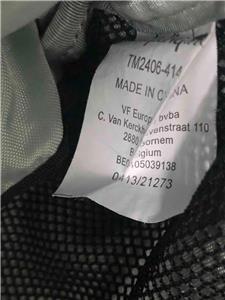 TM2406-414
MADE IN CHINA
VF Europe bvba
C. Van Kerckhovenstraat 110
2880 Bornem
Belgium
BE0405039138
0413/21273